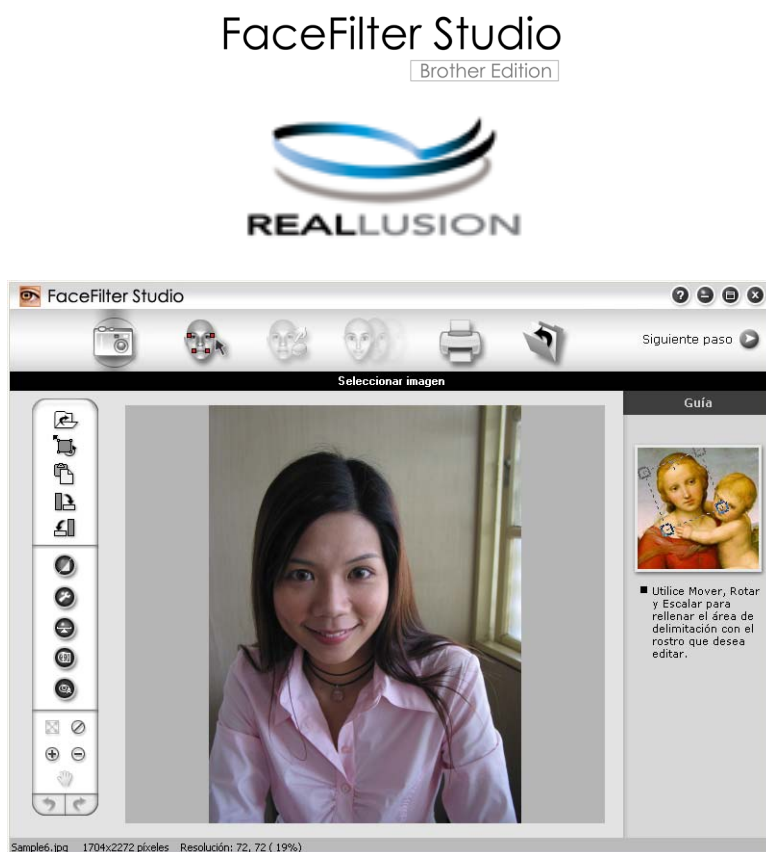 FaceFilter Studio
Brother Edition
REALLUSION
FaceFilter Studio
Siguiente paso
Seleccionar imagen
Guía
Utilice Mover, Rotar
y Escalar para
rellenar el área de
delimitación con el
rostro que desea
editar.
Sample6.jpg 1704x2272 píxeles Resolución: 72, 72 ( 19%)